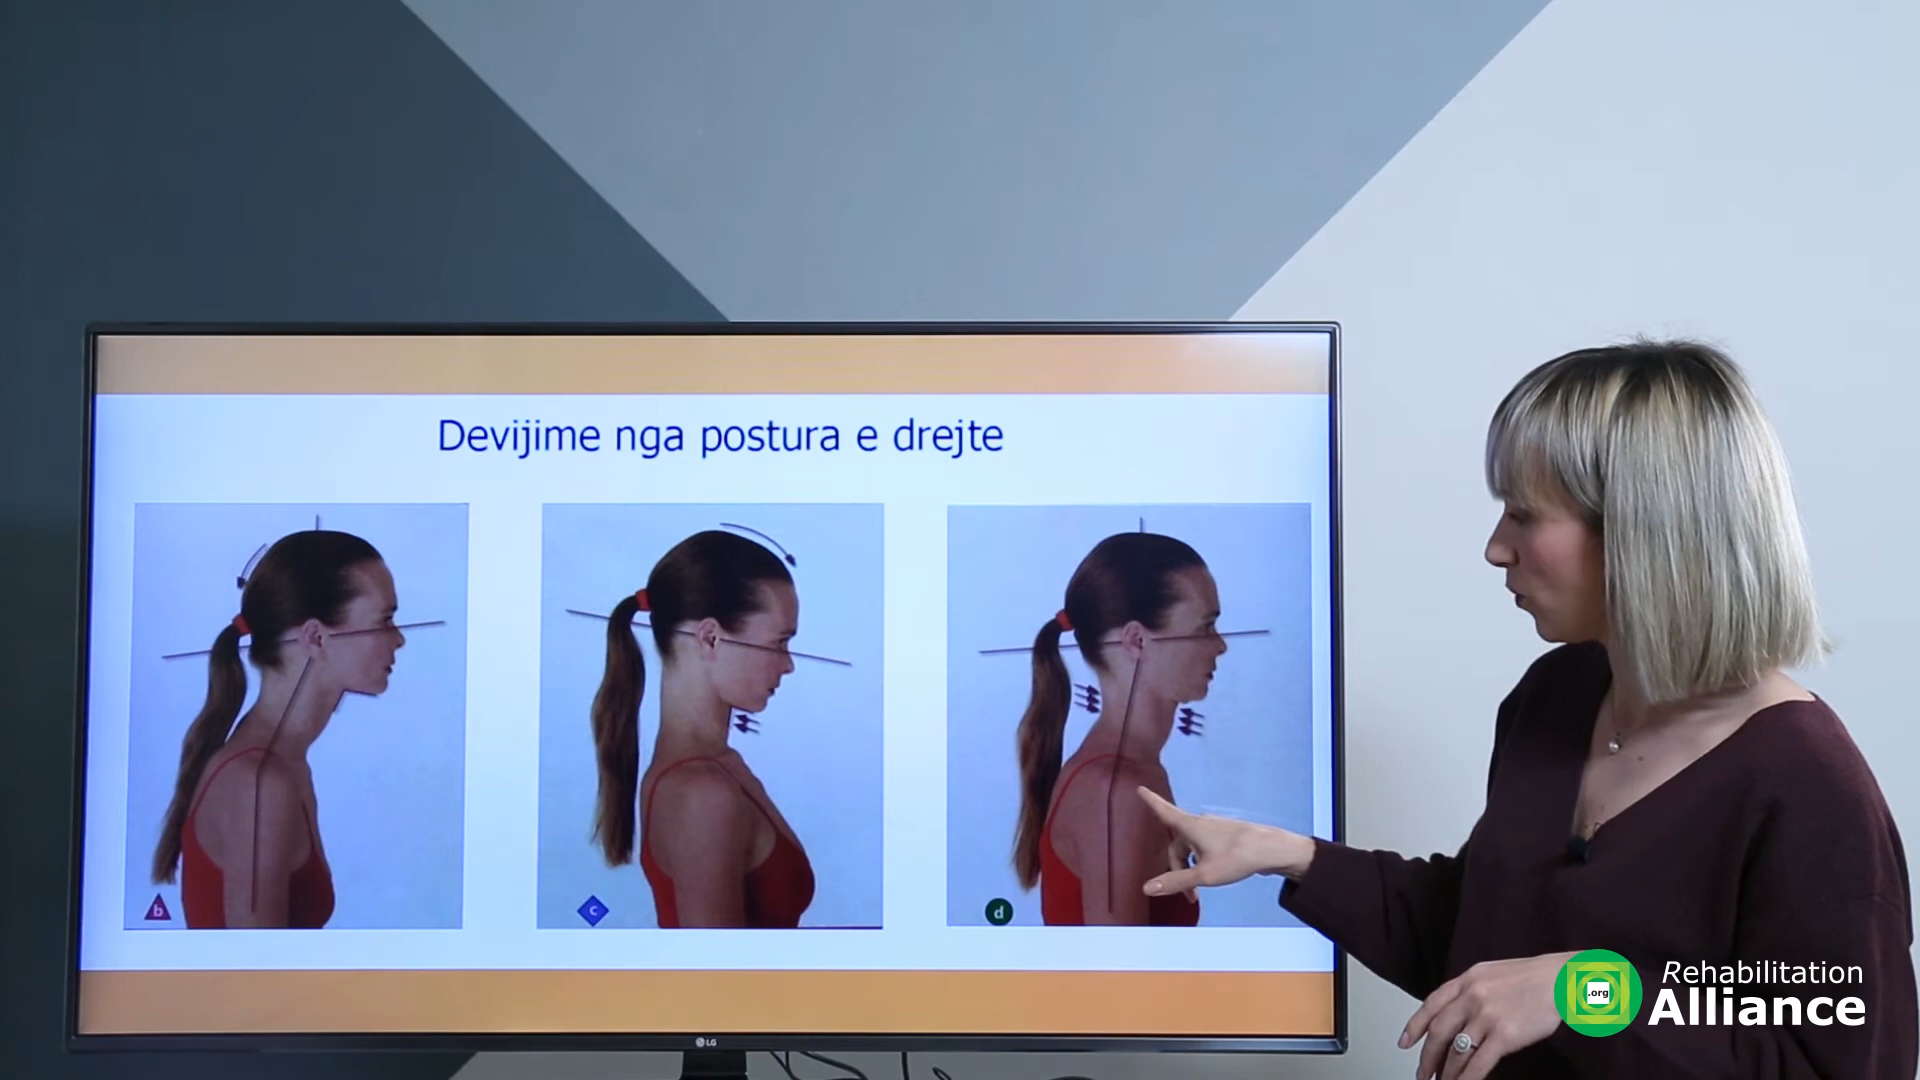 Devijime nga postura e drejte
b
c
d
LG
.org
Rehabilitation
Alliance